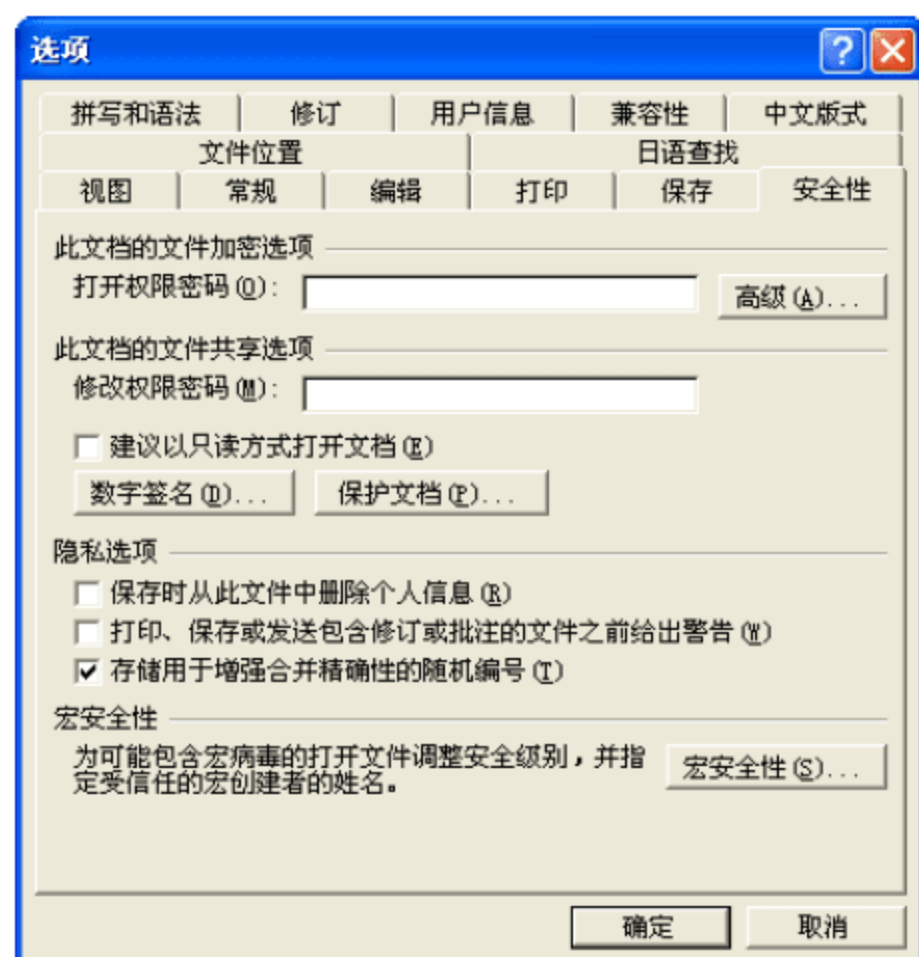 选项
拼写和语法 修订 用户信息 兼容性 中文版式
文件位置 日语查找
视图 常规 编辑 打印 保存 安全性
此文档的文件加密选项
打开权限密码(O): 高级(A)...
此文档的文件共享选项
修改权限密码(M):
建议以只读方式打开文档(E)
数字签名(D)... 保护文档(P)...
隐私选项
保存时从此文件中删除个人信息(R)
打印、保存或发送包含修订或批注的文件之前给出警告(W)
存储用于增强合并精确性的随机编号(T)
宏安全性
为可能包含宏病毒的打开文件调整安全级别,并指 宏安全性(S)...
定受信任的宏创建者的姓名。
确定 取消